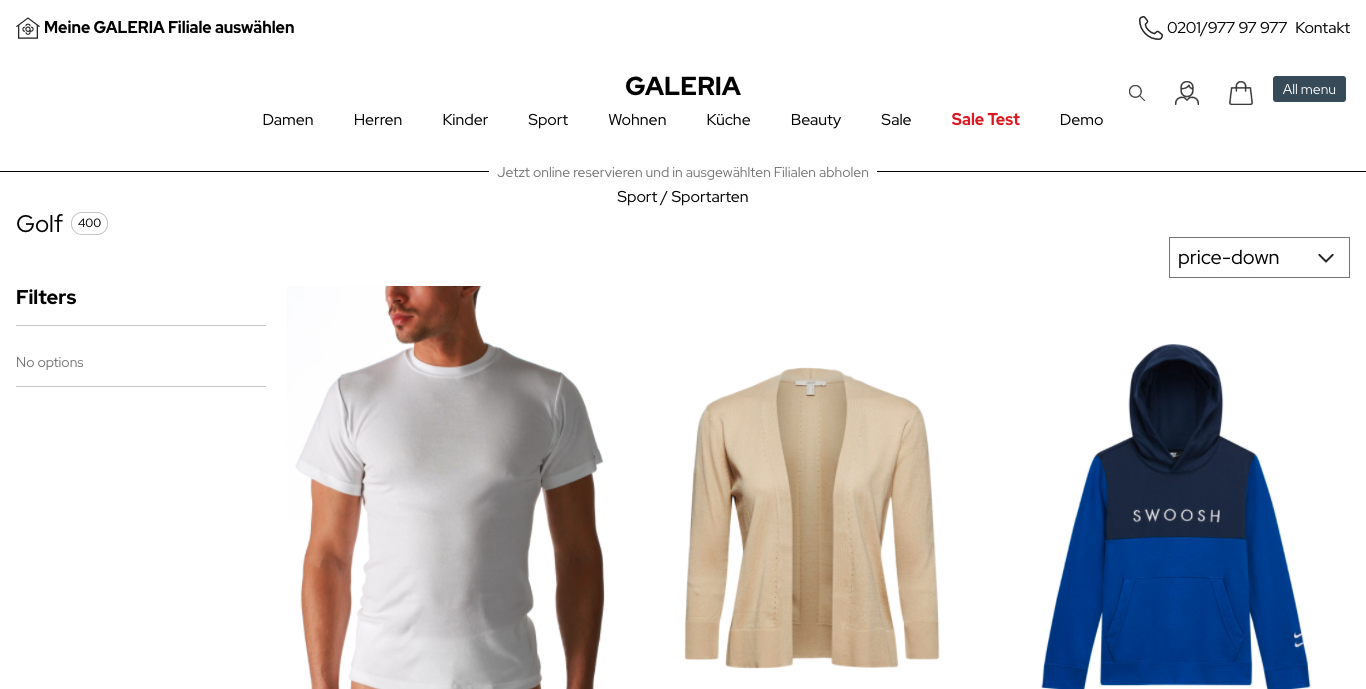 Meine GALERIA Filiale auswählen
0201/977 97 977 Kontakt
GALERIA
All menu
Damen Herren Kinder Sport Wohnen Küche Beauty Sale Sale Test Demo
Jetzt online reservieren und in ausgewählten Filialen abholen
Sport / Sportarten
Golf 400
price-down
Filters
No options
SWOOSH